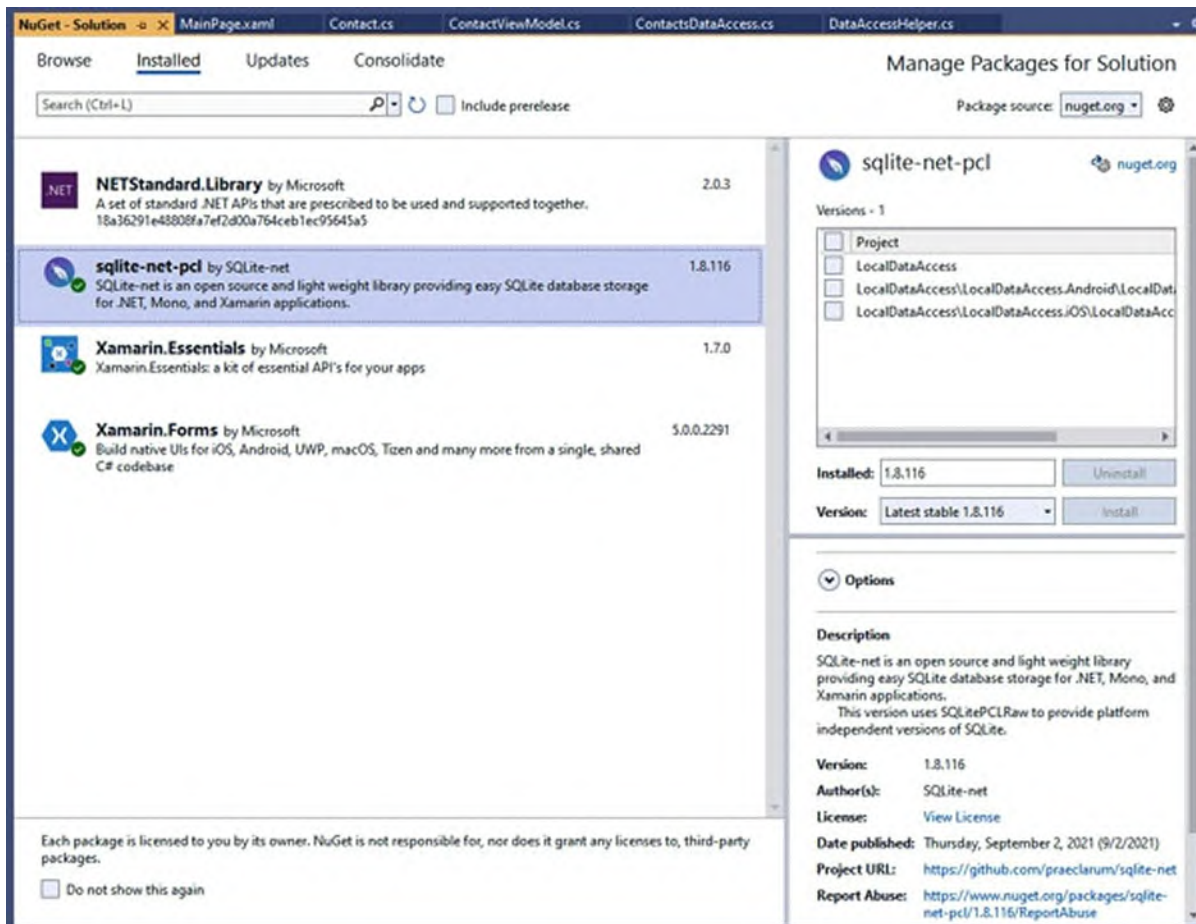 NuGet - Solution
MainPage.xaml
Contact.cs
ContactViewModel.cs
ContactsDataAccess.cs
DataAccessHelper.cs
Browse
Installed
Updates
Consolidate
Manage Packages for Solution
Search (Ctrl+L)
Include prerelease
Package source: nuget.org
.NET
NETStandard.Library by Microsoft
2.0.3
A set of standard .NET APIs that are prescribed to be used and supported together.
18a36291e48808fa7ef2d00a764ceb1ec95645a5
sqlite-net-pcl by SQLite-net
1.8.116
SQLite-net is an open source and light weight library providing easy SQLite database storage
for .NET, Mono, and Xamarin applications.
Xamarin.Essentials by Microsoft
1.7.0
Xamarin.Essentials: a kit of essential API's for your apps
Xamarin.Forms by Microsoft
5.0.0.2291
Build native UIs for iOS, Android, UWP, macOS, Tizen and many more from a single, shared
C# codebase
Each package is licensed to you by its owner. NuGet is not responsible for, nor does it grant any licenses to, third-party
packages.
Do not show this again
sqlite-net-pcl
nuget.org
Versions - 1
Project
LocalDataAccess
LocalDataAccess\LocalDataAccess.Android\LocalDat
LocalDataAccess\LocalDataAccess.iOS\LocalDataAcc
Installed: 1.8.116
Uninstall
Version: Latest stable 1.8.116
Install
Options
Description
SQLite-net is an open source and light weight library
providing easy SQLite database storage for .NET, Mono, and
Xamarin applications.
This version uses SQLitePCLRaw to provide platform
independent versions of SQLite.
Version: 1.8.116
Author(s): SQLite-net
License: View License
Date published: Thursday, September 2, 2021 (9/2/2021)
Project URL: https://github.com/praeclarum/sqlite-net
Report Abuse: https://www.nuget.org/packages/sqlite-
net-pcl/1.8.116/ReportAbuse